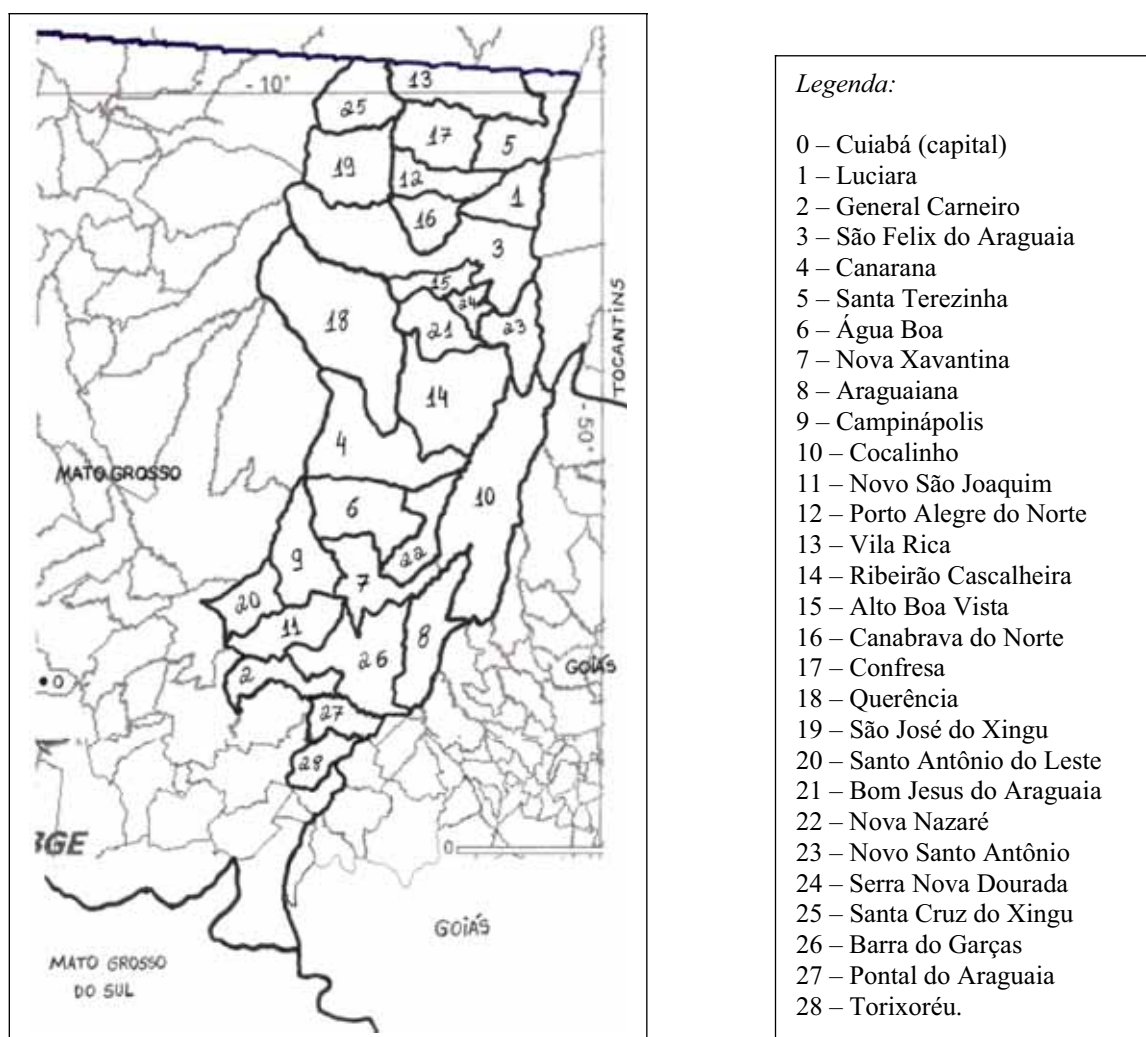 13
- 10°
25
17
5
19
12
1
16
3
15
24
18
21
23
TOCANTINS
14
- 50°
4
MATO GROSSO
10
6
22
9
7
20
11
8
26
GOIÁS
0
2
27
28
BGE
0
GOIÁS
MATO GROSSO
DO SUL
Legenda:
0 – Cuiabá (capital)
1 – Luciara
2 – General Carneiro
3 – São Felix do Araguaia
4 – Canarana
5 – Santa Terezinha
6 – Água Boa
7 – Nova Xavantina
8 – Araguaiana
9 – Campinápolis
10 – Cocalinho
11 – Novo São Joaquim
12 – Porto Alegre do Norte
13 – Vila Rica
14 – Ribeirão Cascalheira
15 – Alto Boa Vista
16 – Canabrava do Norte
17 – Confresa
18 – Querência
19 – São José do Xingu
20 – Santo Antônio do Leste
21 – Bom Jesus do Araguaia
22 – Nova Nazaré
23 – Novo Santo Antônio
24 – Serra Nova Dourada
25 – Santa Cruz do Xingu
26 – Barra do Garças
27 – Pontal do Araguaia
28 – Torixoréu.